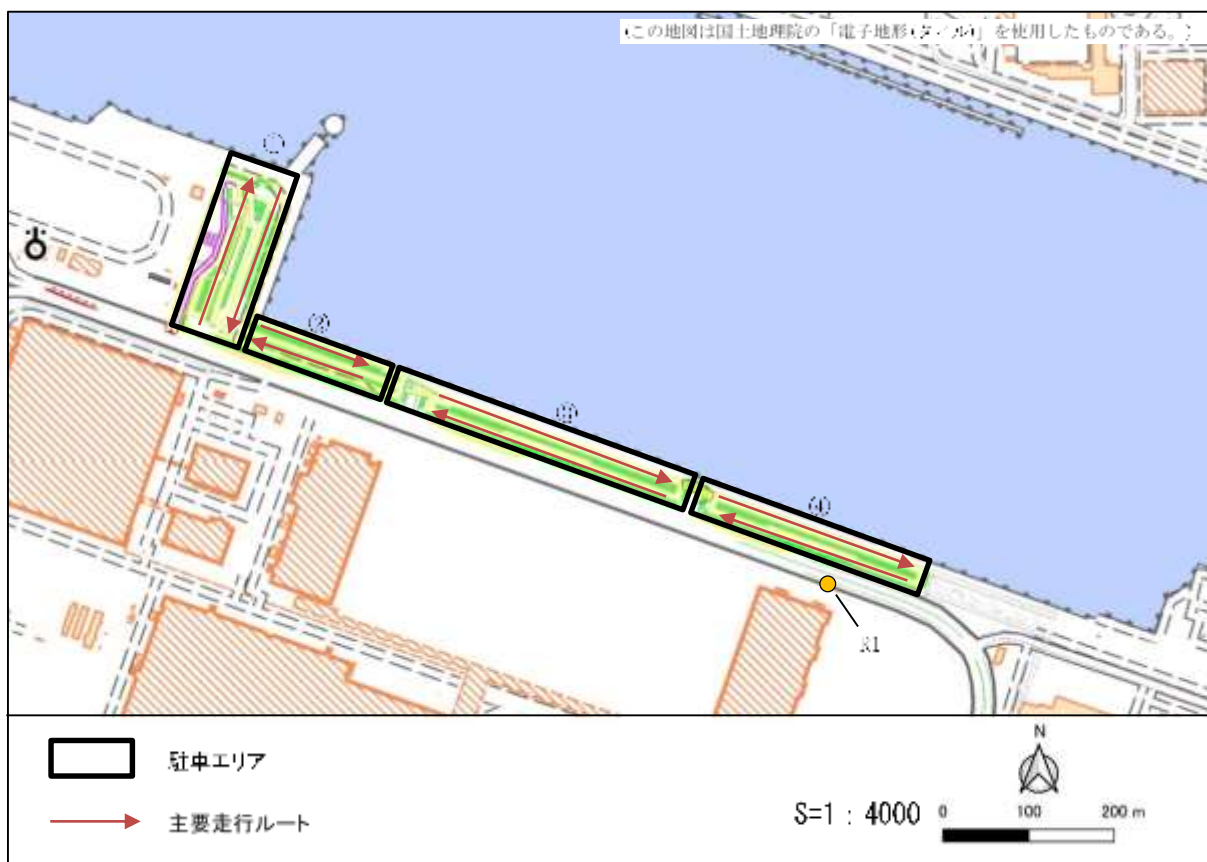 (この地図は国土地理院の「電子地形(タイル)」を使用したものである。)
①
②
③
④
R1
駐車エリア
主要走行ルート
N
S=1 : 4000
0 100 200 m